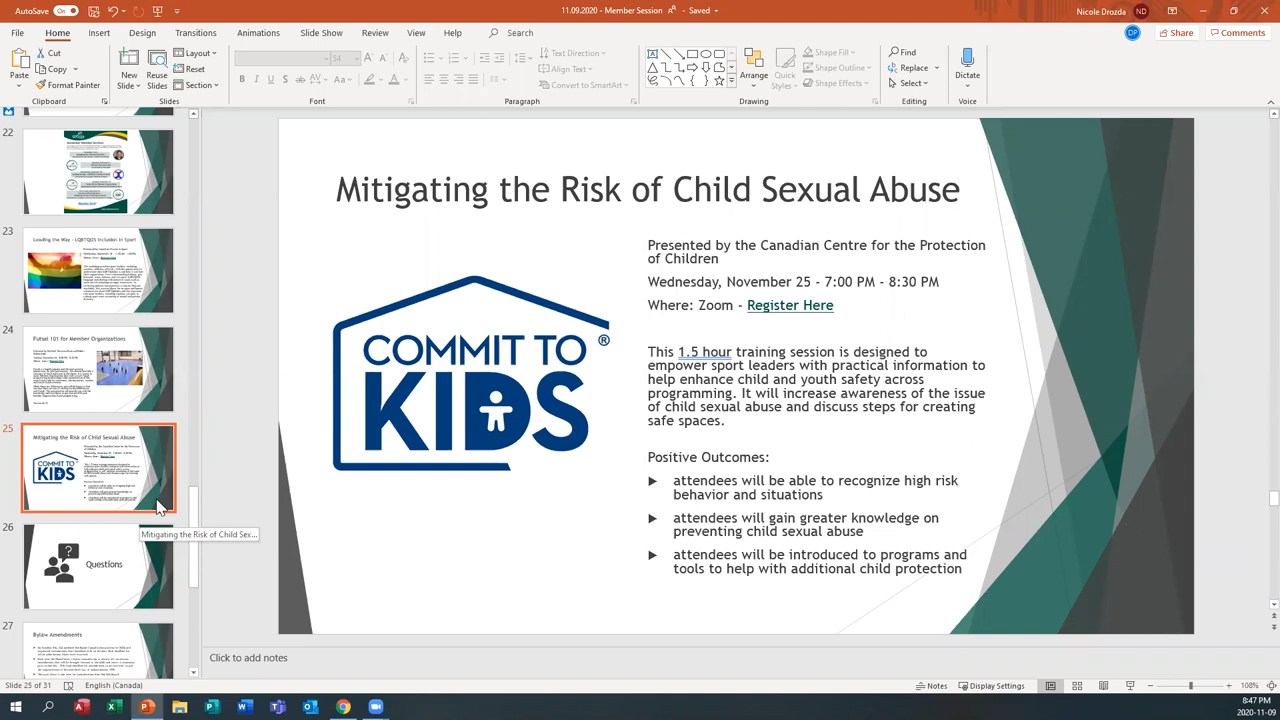 AutoSave On
11.09.2020 - Member Session - Saved
Nicole Drozda ND
File Home Insert Design Transitions Animations Slide Show Review View Help Search
DP Share Comments
Cut
Copy
Format Painter
Paste
Clipboard
New Slide
Reuse Slides
Layout
Reset
Section
Slides
54
Font
Paragraph
Text Direction
Align Text
Convert to SmartArt
Arrange
Quick Styles
Shape Fill
Shape Outline
Shape Effects
Drawing
Find
Replace
Select
Editing
Dictate
Voice
22
23
Leading the Way - LGBTQI2S Inclusion in Sport
24
Futsal 101 for Member Organizations
25
Mitigating the Risk of Child Sexual Abuse
COMMIT TO
KIDS
Mitigating the Risk of Child Sex...
26
Questions
27
Bylaw Amendments
Mitigating the Risk of Child Sexual Abuse
COMMIT TO ®
KIDS
Presented by the Canadian Centre for the Protection
of Children
Wednesday, November 25 - 7:00 PM - 8:30 PM
Where: Zoom - Register Here
This 1.5 hour training session is designed to
empower sport leaders with practical information to
help enhance child and youth safety across
programming. It will increase awareness of the issue
of child sexual abuse and discuss steps for creating
safe spaces.
Positive Outcomes:
attendees will be able to recognize high risk
behavior and situations
attendees will gain greater knowledge on
preventing child sexual abuse
attendees will be introduced to programs and
tools to help with additional child protection
Click to add notes
Slide 25 of 31 English (Canada)
Notes Display Settings 108%
8:47 PM
2020-11-09